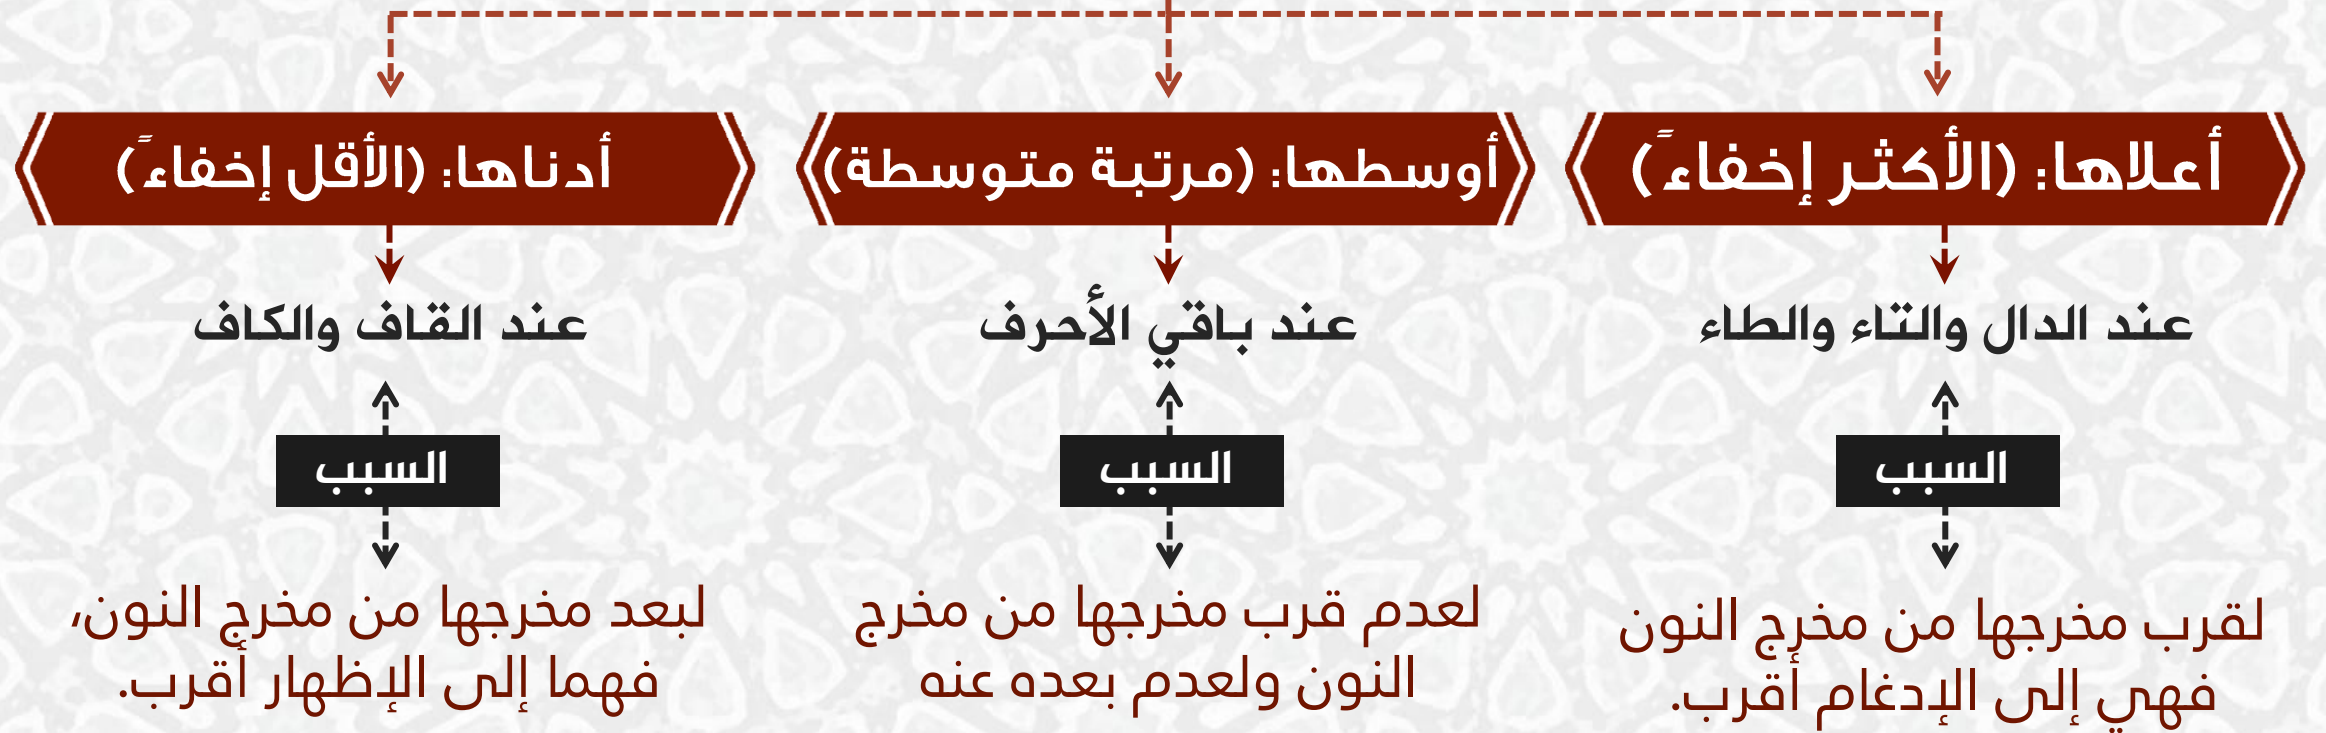 أعلاها: (الأكثر إخفاءً)
عند الدال والتاء والطاء
السبب
لقرب مخرجها من مخرج النون
فهي إلى الإدغام أقرب.
أوسطها: (مرتبة متوسطة)
عند باقي الأحرف
السبب
لعدم قرب مخرجها من مخرج
النون ولعدم بعده عنه
أدناها: (الأقل إخفاءً)
عند القاف والكاف
السبب
لبعد مخرجها من مخرج النون،
فهما إلى الإظهار أقرب.